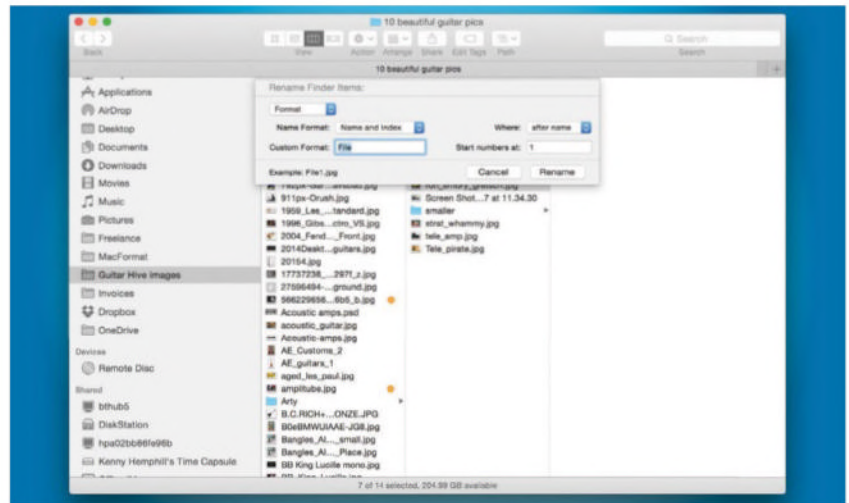 10 beautiful guitar pics
Back
View
Action
Arrange
Share
Edit Tags
Path
Search
Search
10 beautiful guitar pics
Applications
AirDrop
Desktop
Documents
Downloads
Movies
Music
Pictures
Freelance
MacFormat
Guitar Hive images
Invoices
Dropbox
OneDrive
Devices
Remote Disc
Shared
bthub5
DiskStation
hpa02bb86fe96b
Kenny Hemphill's Time Capsule
Rename Finder Items:
Format
Name Format: Name and Index
Where: after name
Custom Format: File
Start numbers at: 1
Example: File1.jpg
Cancel
Rename
911px-Orush.jpg
1959_Les_...tandard.jpg
1996_Gibs...ctro_VS.jpg
2004_Fend..._Front.jpg
2014Deskt...guitars.jpg
20154.jpg
17737238_...297f_z.jpg
27596494-...ground.jpg
566229656...6b5_b.jpg
Acoustic amps.psd
acoustic_guitar.jpg
Acoustic-amps.jpg
AE_Customs_2
AE_guitars_1
aged_les_paul.jpg
amplitube.jpg
Arty
B.C.RICH+...ONZE.JPG
B0eBMWUIAAE-JG8.jpg
Bangles_Al..._small.jpg
Bangles_Al..._Place.jpg
BB King Lucille mono.jpg
Screen Shot...7 at 11.34.30
smaller
strat_whammy.jpg
tele_amp.jpg
Tele_pirate.jpg
7 of 14 selected, 204.99 GB available